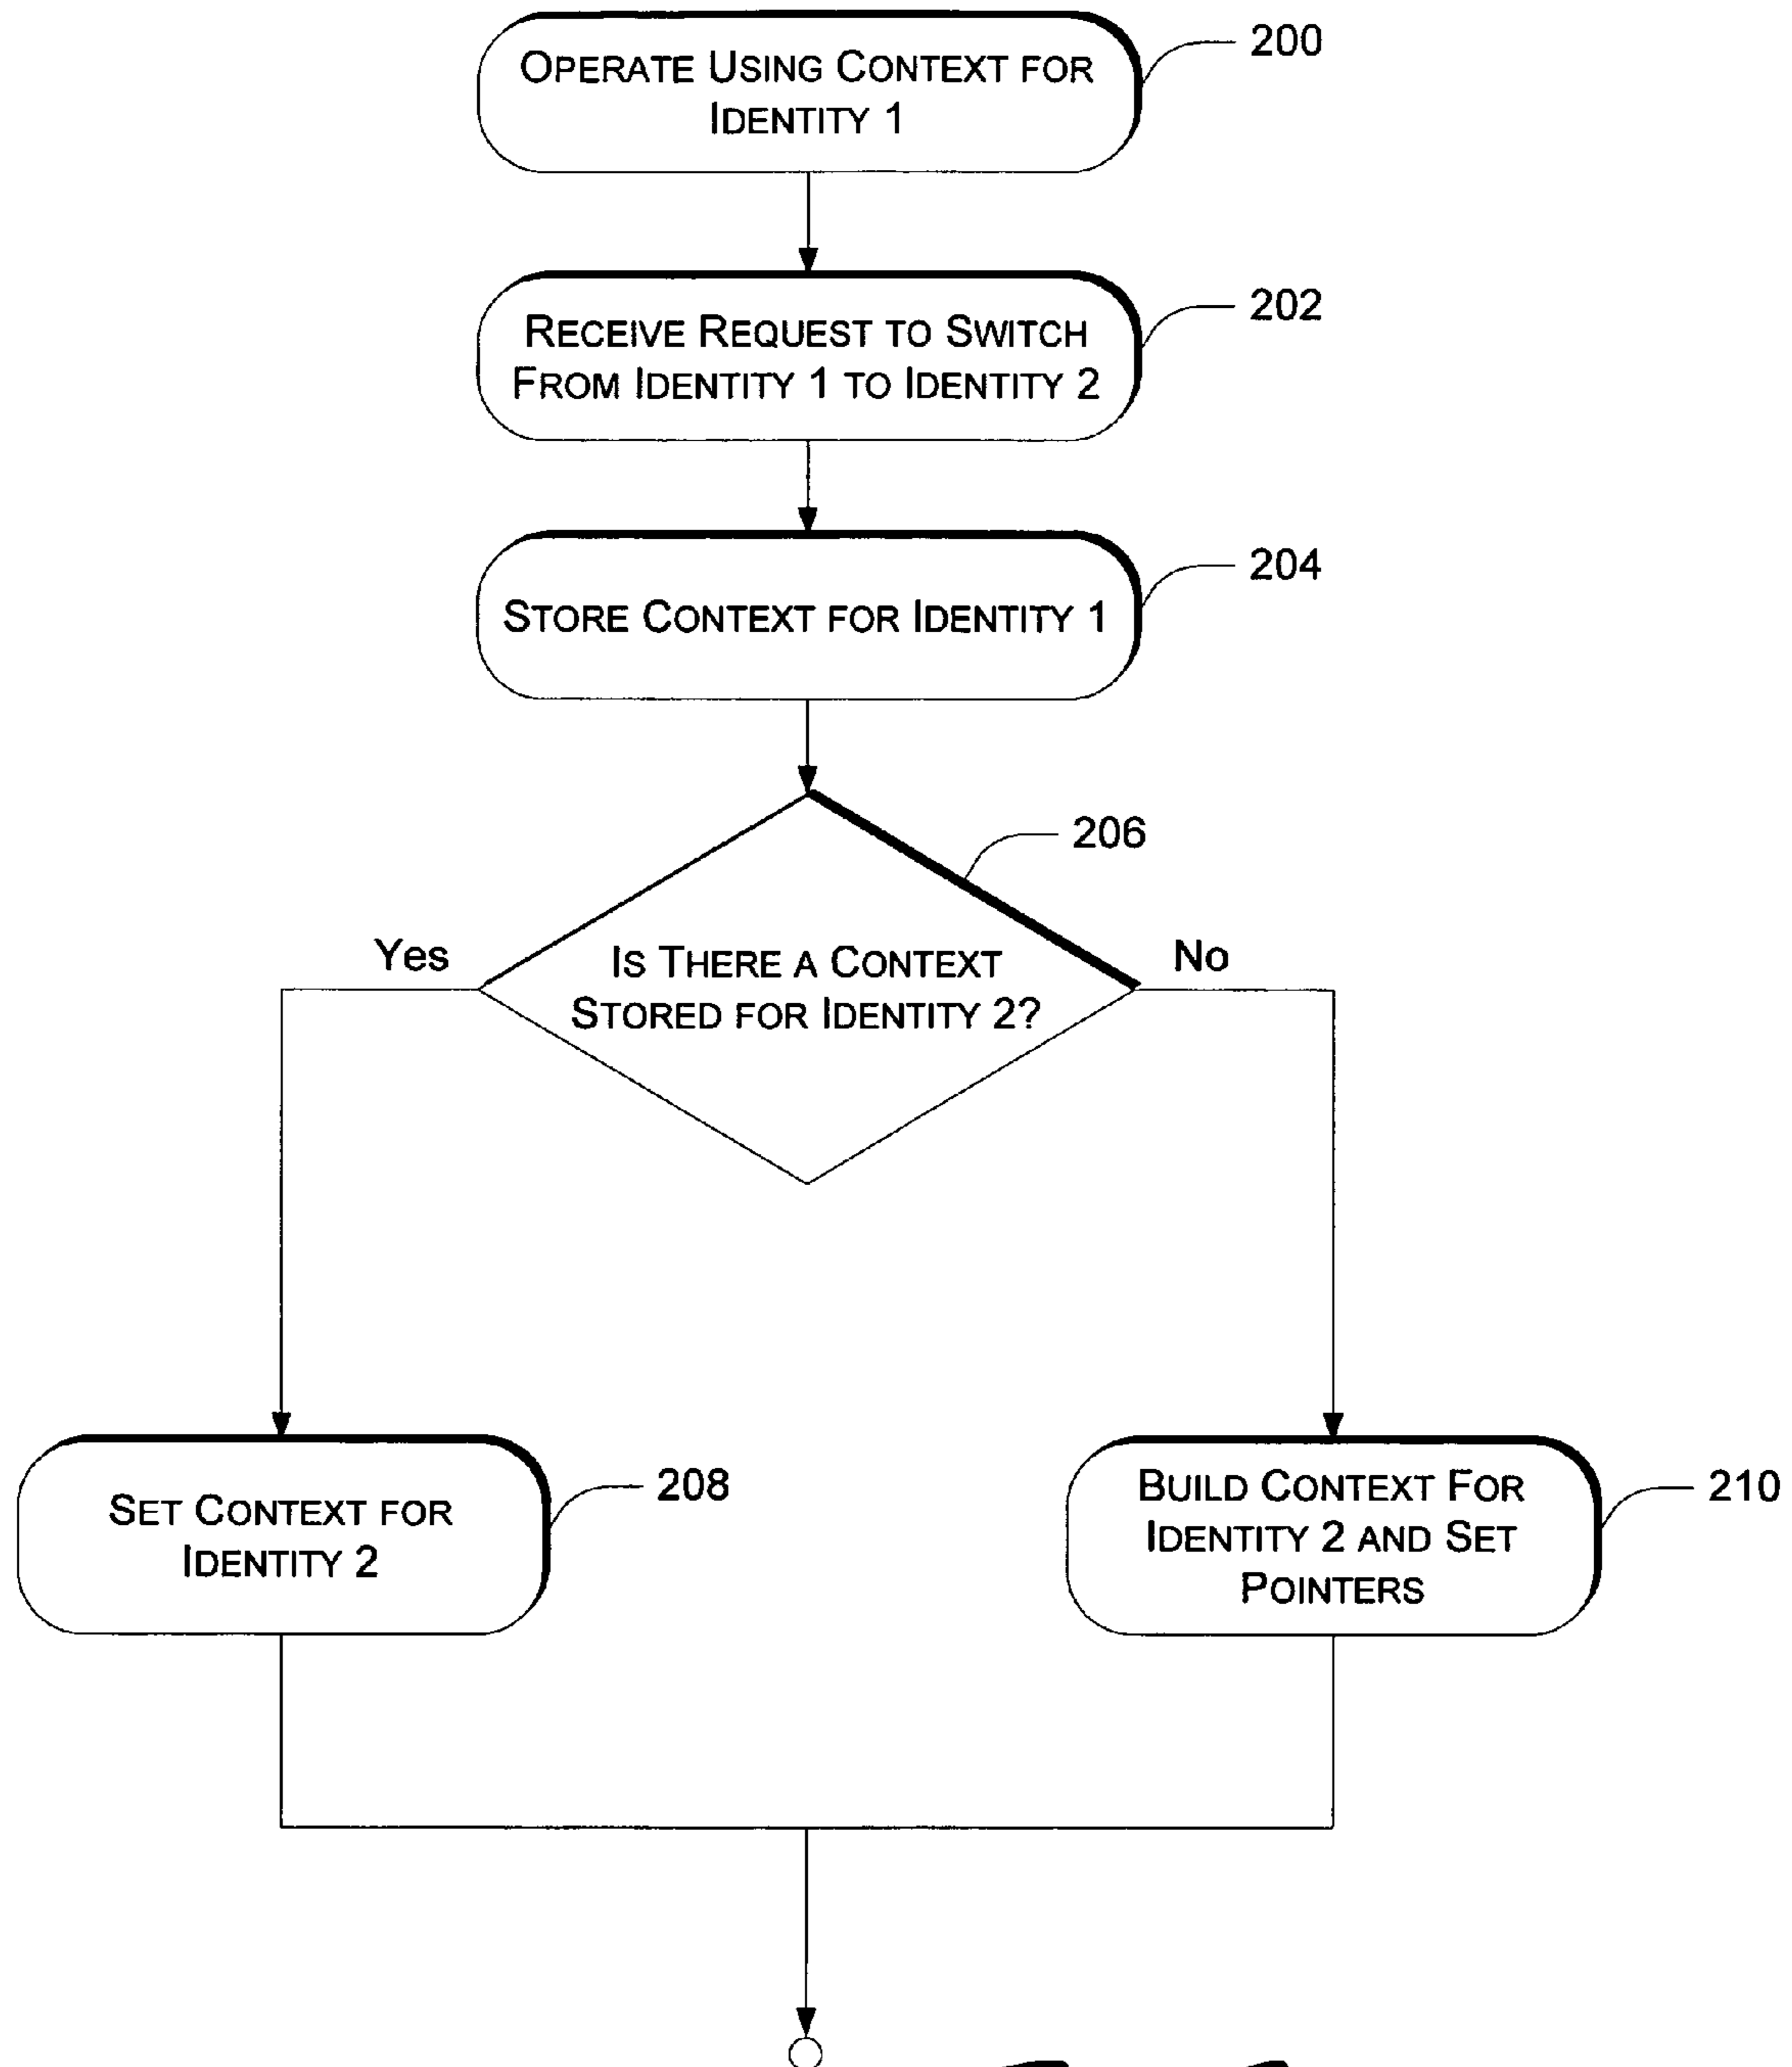 OPERATE USING CONTEXT FOR
IDENTITY 1
200
RECEIVE REQUEST TO SWITCH
FROM IDENTITY 1 TO IDENTITY 2
202
STORE CONTEXT FOR IDENTITY 1
204
206
Yes
IS THERE A CONTEXT
STORED FOR IDENTITY 2?
No
SET CONTEXT FOR
IDENTITY 2
208
BUILD CONTEXT FOR
IDENTITY 2 AND SET
POINTERS
210